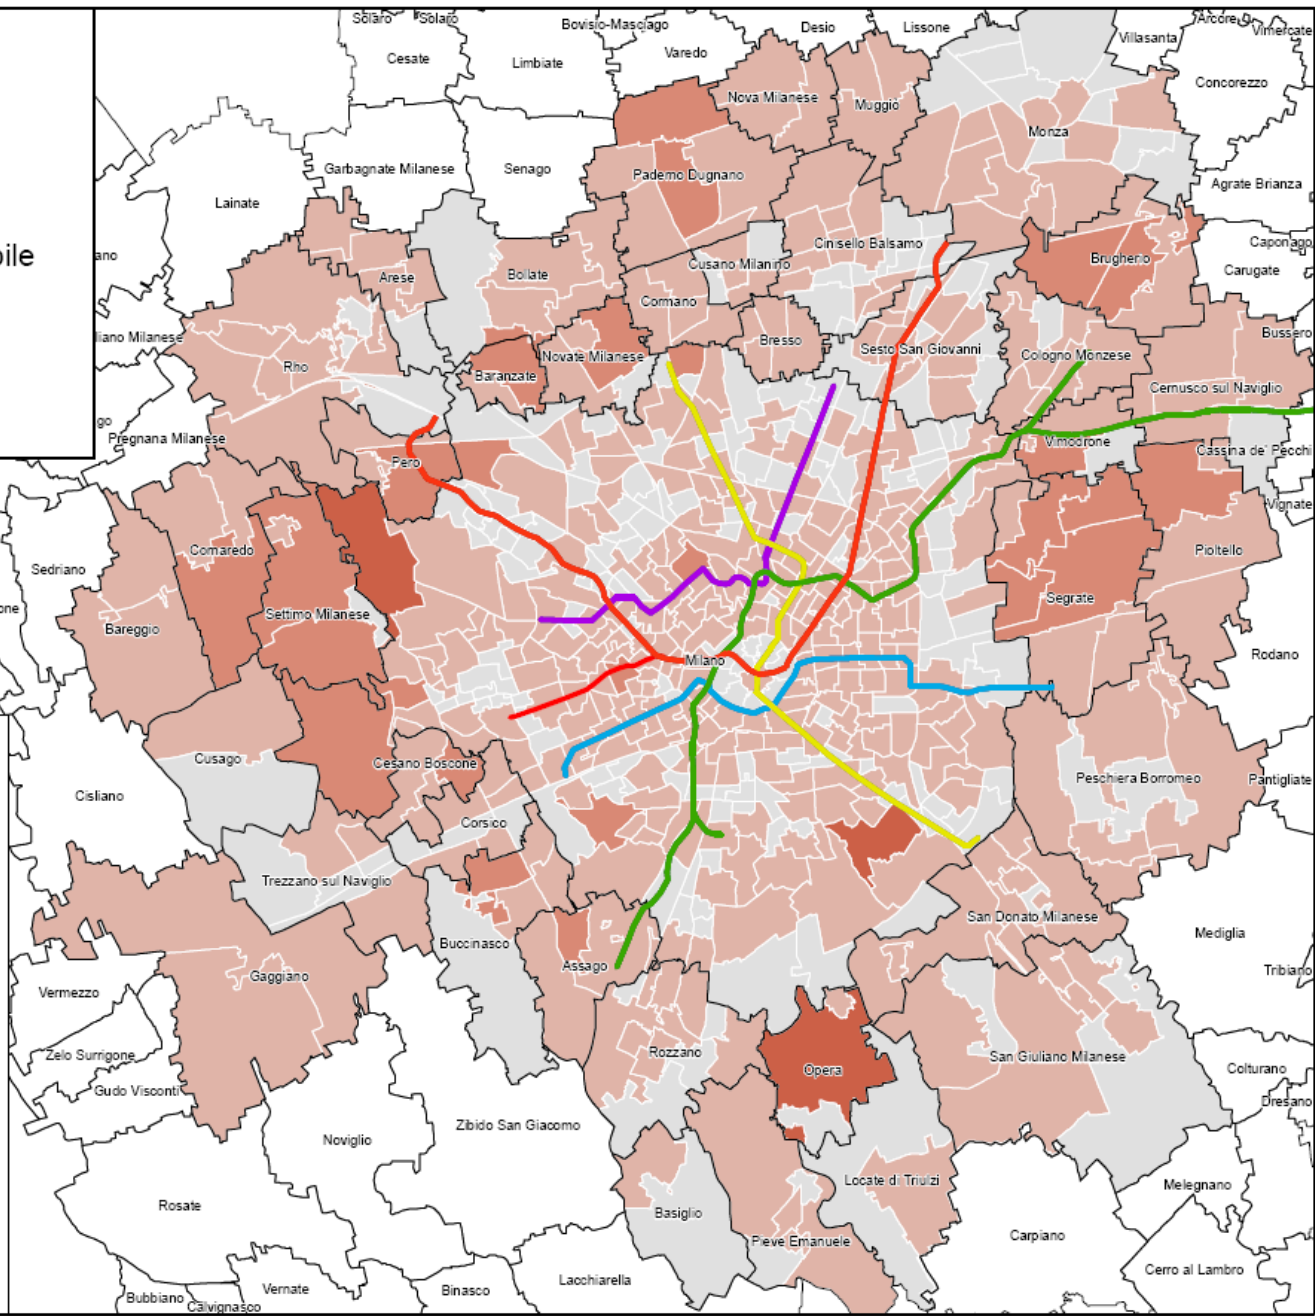 Solaro
Solaro
Bovisio-Masciago
Desio
Lissone
Arcore
Vimercate
Villasanta
Cesate
Limbiate
Varedo
Concorezzo
Nova Milanese
Muggiò
Monza
Garbagnate Milanese
Senago
Paderno Dugnano
Agrate Brianza
Lainate
bile
ano
Cinisello Balsamo
Caponago
Arese
Bollate
Cusano Milanino
Brugherio
Carugate
Cormano
liano Milanese
Bussero
Rho
Novate Milanese
Bresso
Sesto San Giovanni
Cologno Monzese
Baranzate
Cernusco sul Naviglio
go
Pregnana Milanese
Vimodrone
Cassina de' Pecchi
Pero
Vignate
Cornaredo
Pioltello
Sedriano
one
Settimo Milanese
Segrate
Bareggio
Milano
Rodano
Cusago
Cesano Boscone
Peschiera Borromeo
Pantigliate
Cisliano
Corsico
Trezzano sul Naviglio
San Donato Milanese
Mediglia
Buccinasco
Assago
Tribiano
Gaggiano
Vermezzo
Zelo Surrigone
Rozzano
San Giuliano Milanese
Opera
Colturano
Gudo Visconti
Dresano
Zibido San Giacomo
Noviglio
Locate di Triulzi
Melegnano
Rosate
Basiglio
Pieve Emanuele
Carpiano
Cerro al Lambro
Lacchiarella
Vernate
Binasco
Bubbiano
Calvignasco